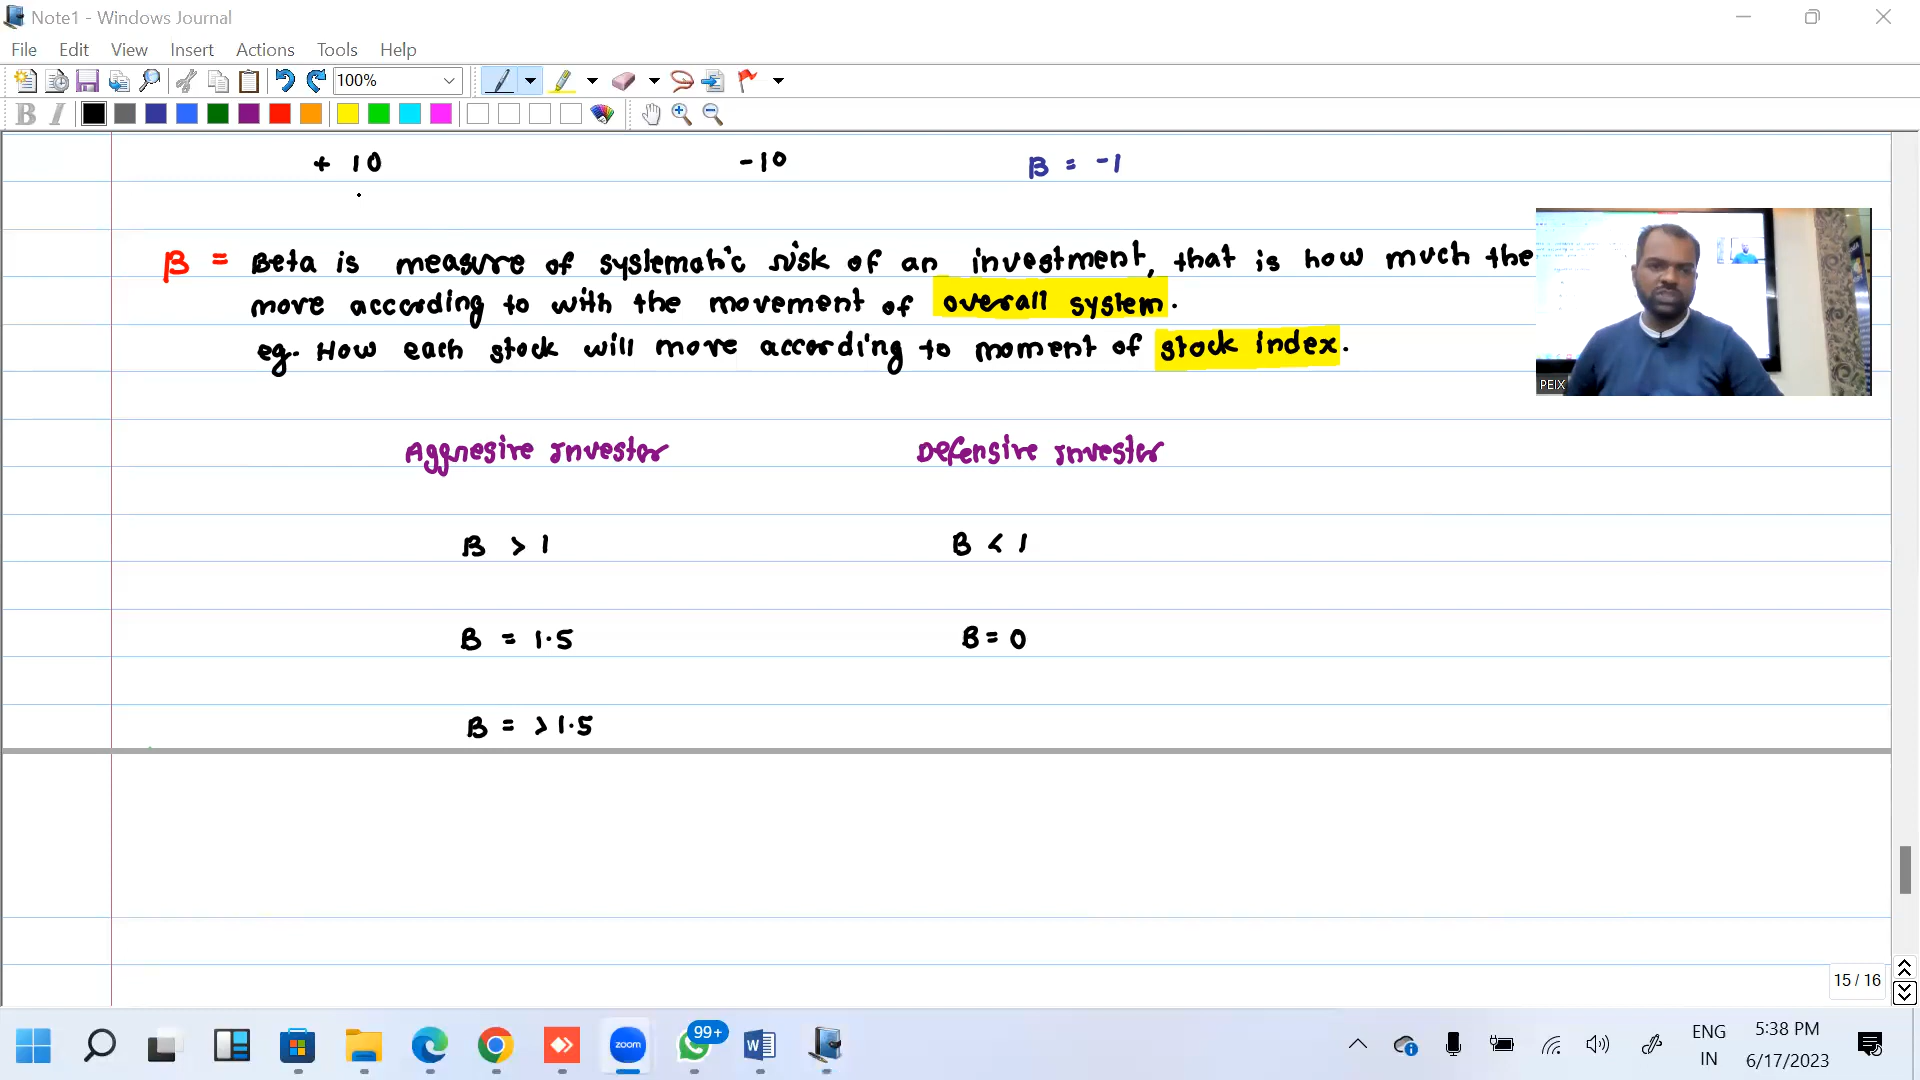 Note1 - Windows Journal
File Edit View Insert Actions Tools Help
100%
B I
+ 10 -10 β = -1
β = Beta is measure of systematic risk of an investment, that is how much the
move according to with the movement of overall system.
eg. How each stock will move according to moment of stock index.
PEIX
Aggresive Investor Defensive Investor
B > 1 B < 1
B = 1.5 B = 0
B = > 1.5
15 / 16
zoom
99+
ENG
IN
5:38 PM
6/17/2023